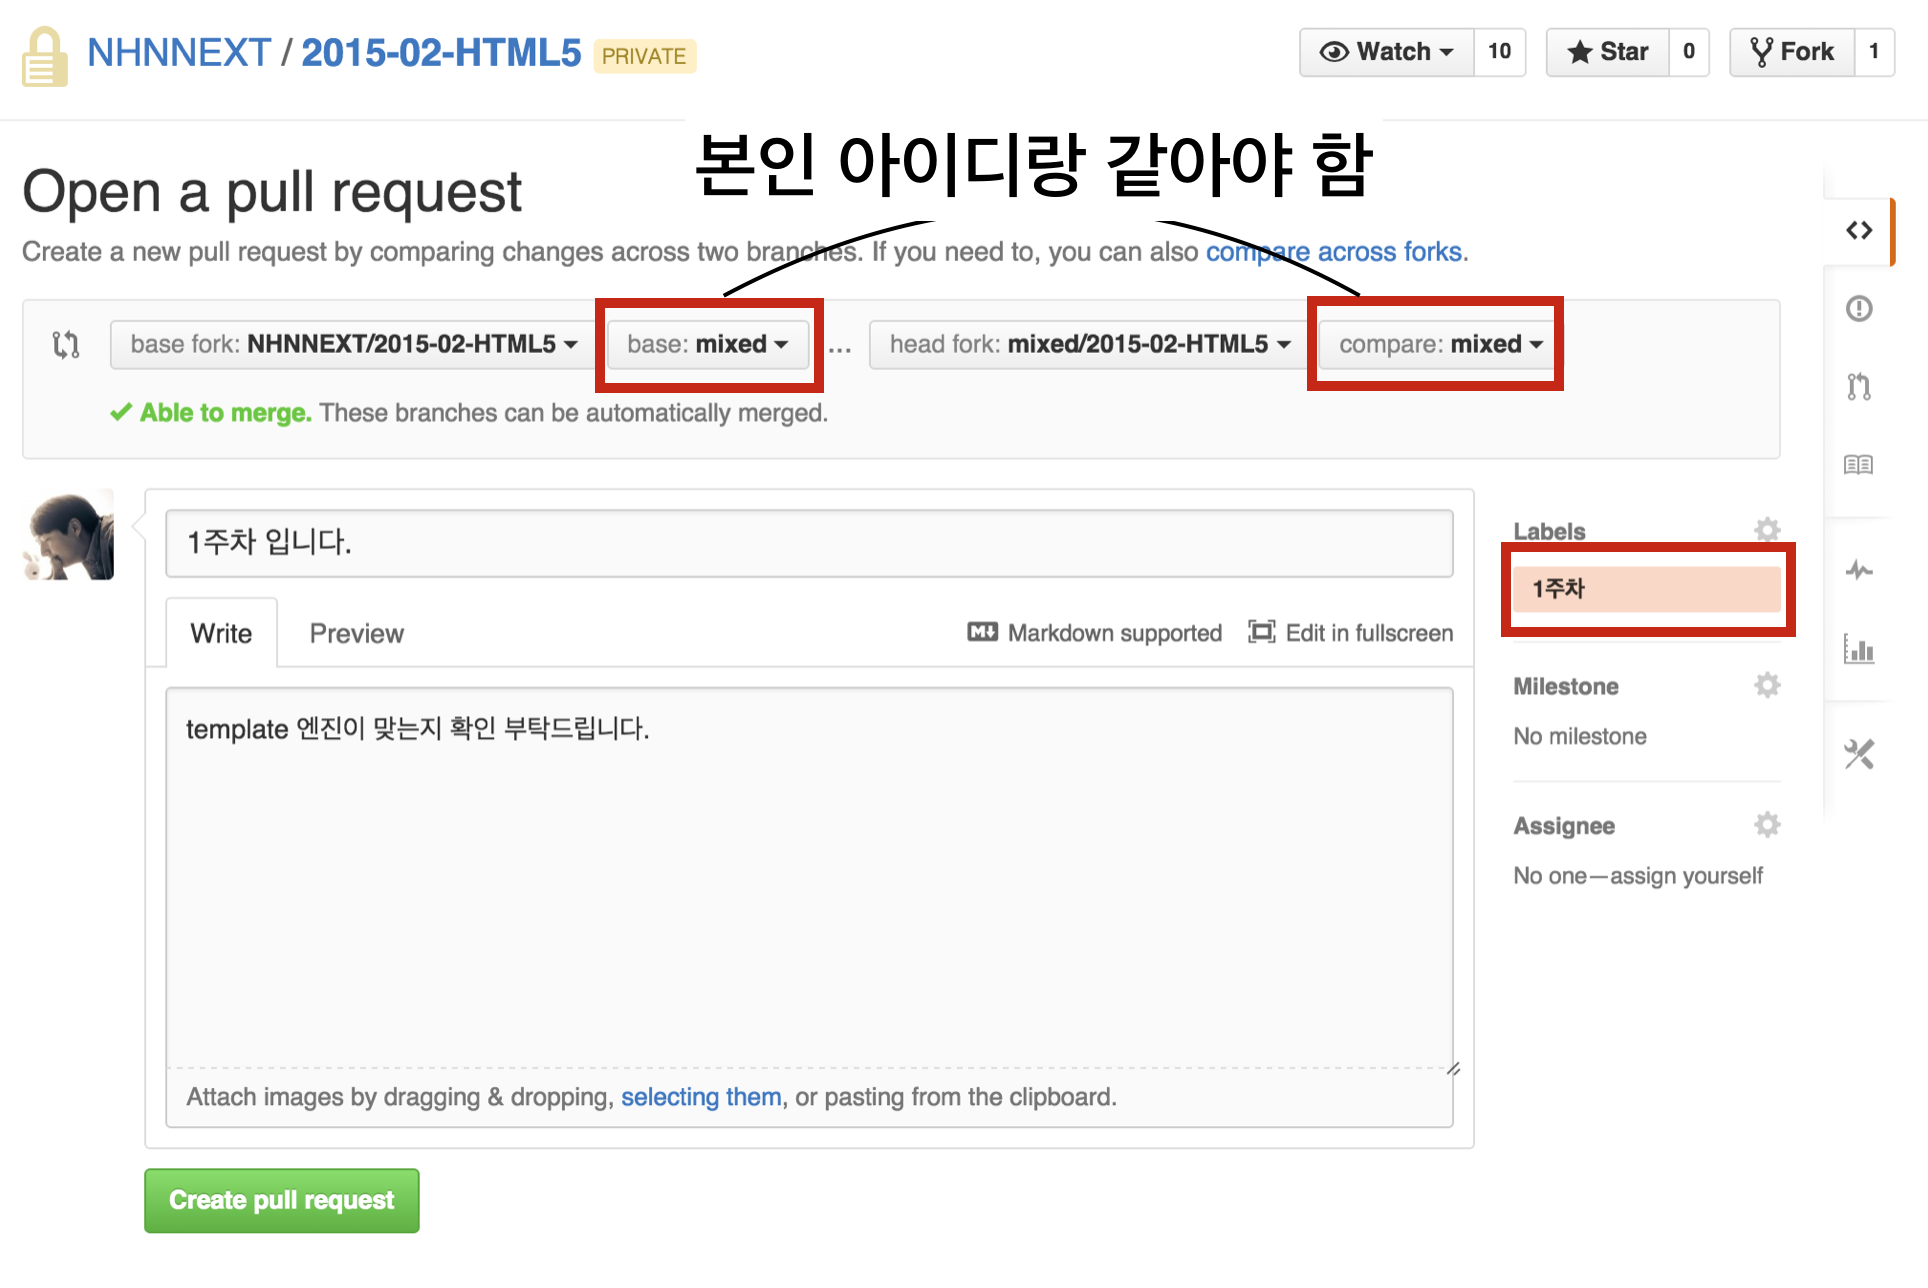 NHNNEXT / 2015-02-HTML5 PRIVATE
Watch 10 Star 0 Fork 1
본인 아이디랑 같아야 함
Open a pull request
Create a new pull request by comparing changes across two branches. If you need to, you can also compare across forks.
base fork: NHNNEXT/2015-02-HTML5 base: mixed ... head fork: mixed/2015-02-HTML5 compare: mixed
Able to merge. These branches can be automatically merged.
1주차 입니다.
Write Preview Markdown supported Edit in fullscreen
template 엔진이 맞는지 확인 부탁드립니다.
Attach images by dragging & dropping, selecting them, or pasting from the clipboard.
Create pull request
Labels
1주차
Milestone
No milestone
Assignee
No one—assign yourself